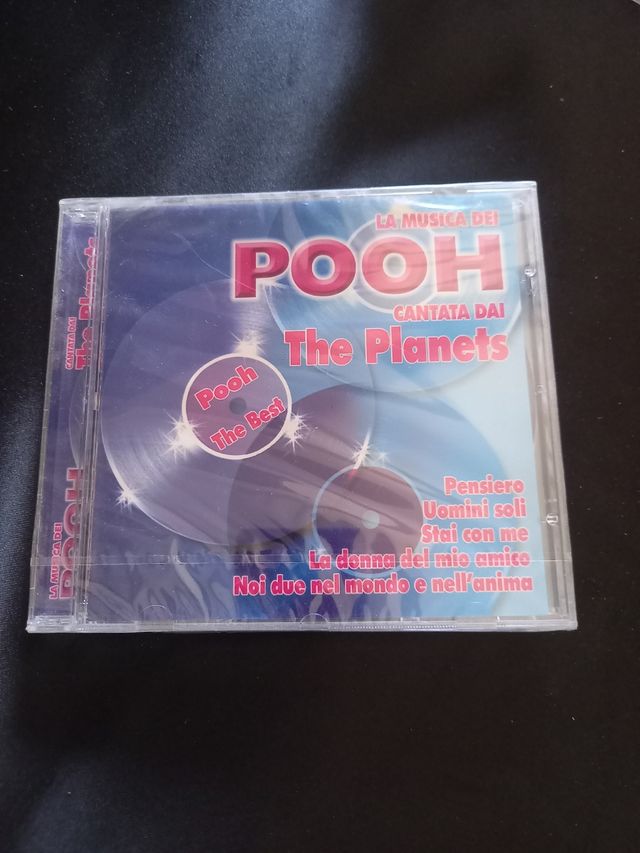 LA MUSICA DEI
POOH
CANTATA DAI
The Planets
Pooh
The Best
Pensiero
Uomini soli
Stai con me
La donna del mio amico
Noi due nel mondo e nell'anima
LA MUSICA DEI
POOH
CANTATA DAI
The Planets